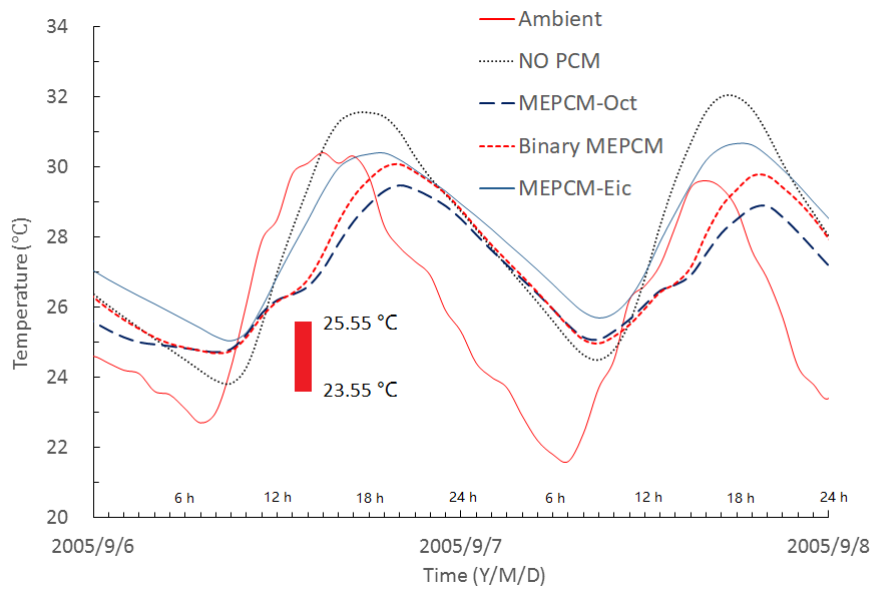 34
32
30
28
26
24
22
20
Temperature (°C)
Ambient
NO PCM
MEPCM-Oct
Binary MEPCM
MEPCM-Eic
25.55 °C
23.55 °C
6 h
12 h
18 h
24 h
6 h
12 h
18 h
24 h
2005/9/6
2005/9/7
2005/9/8
Time (Y/M/D)